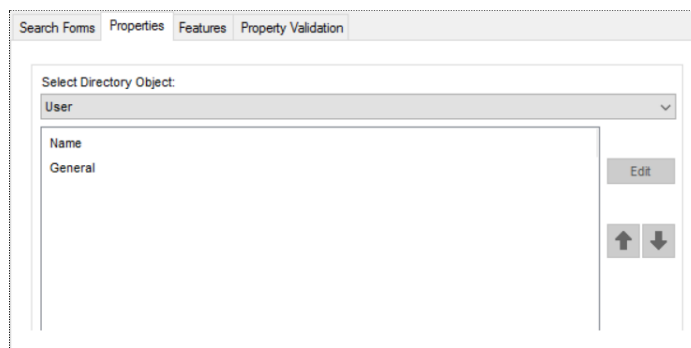 Search Forms Properties Features Property Validation
Select Directory Object:
User
Name
General
Edit